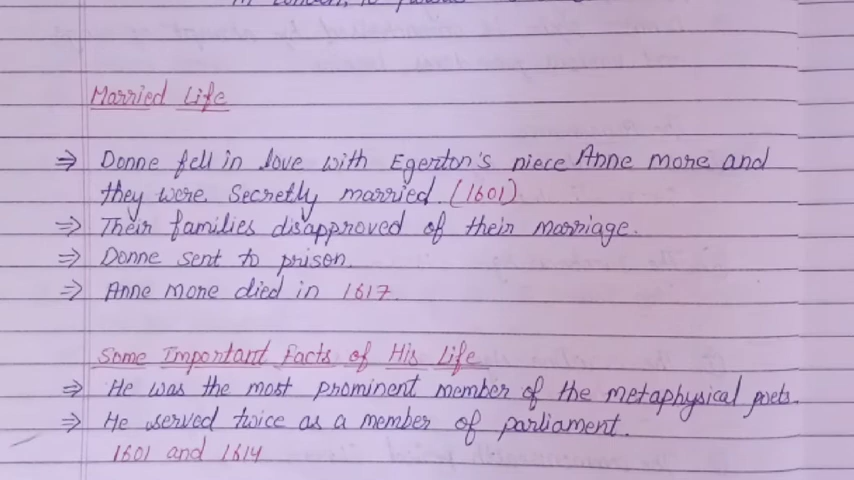 Married Life
⇒ Donne fell in love with Egerton's niece Anne more and
they were. Secretly married. (1601)
⇒ Their families disapproved of their marriage.
⇒ Donne sent to prison.
⇒ Anne more died in 1617.
Some Important Facts of His Life
⇒ He was the most prominent member of the metaphysical poets.
⇒ He served twice as a member of parliament.
1601 and 1614